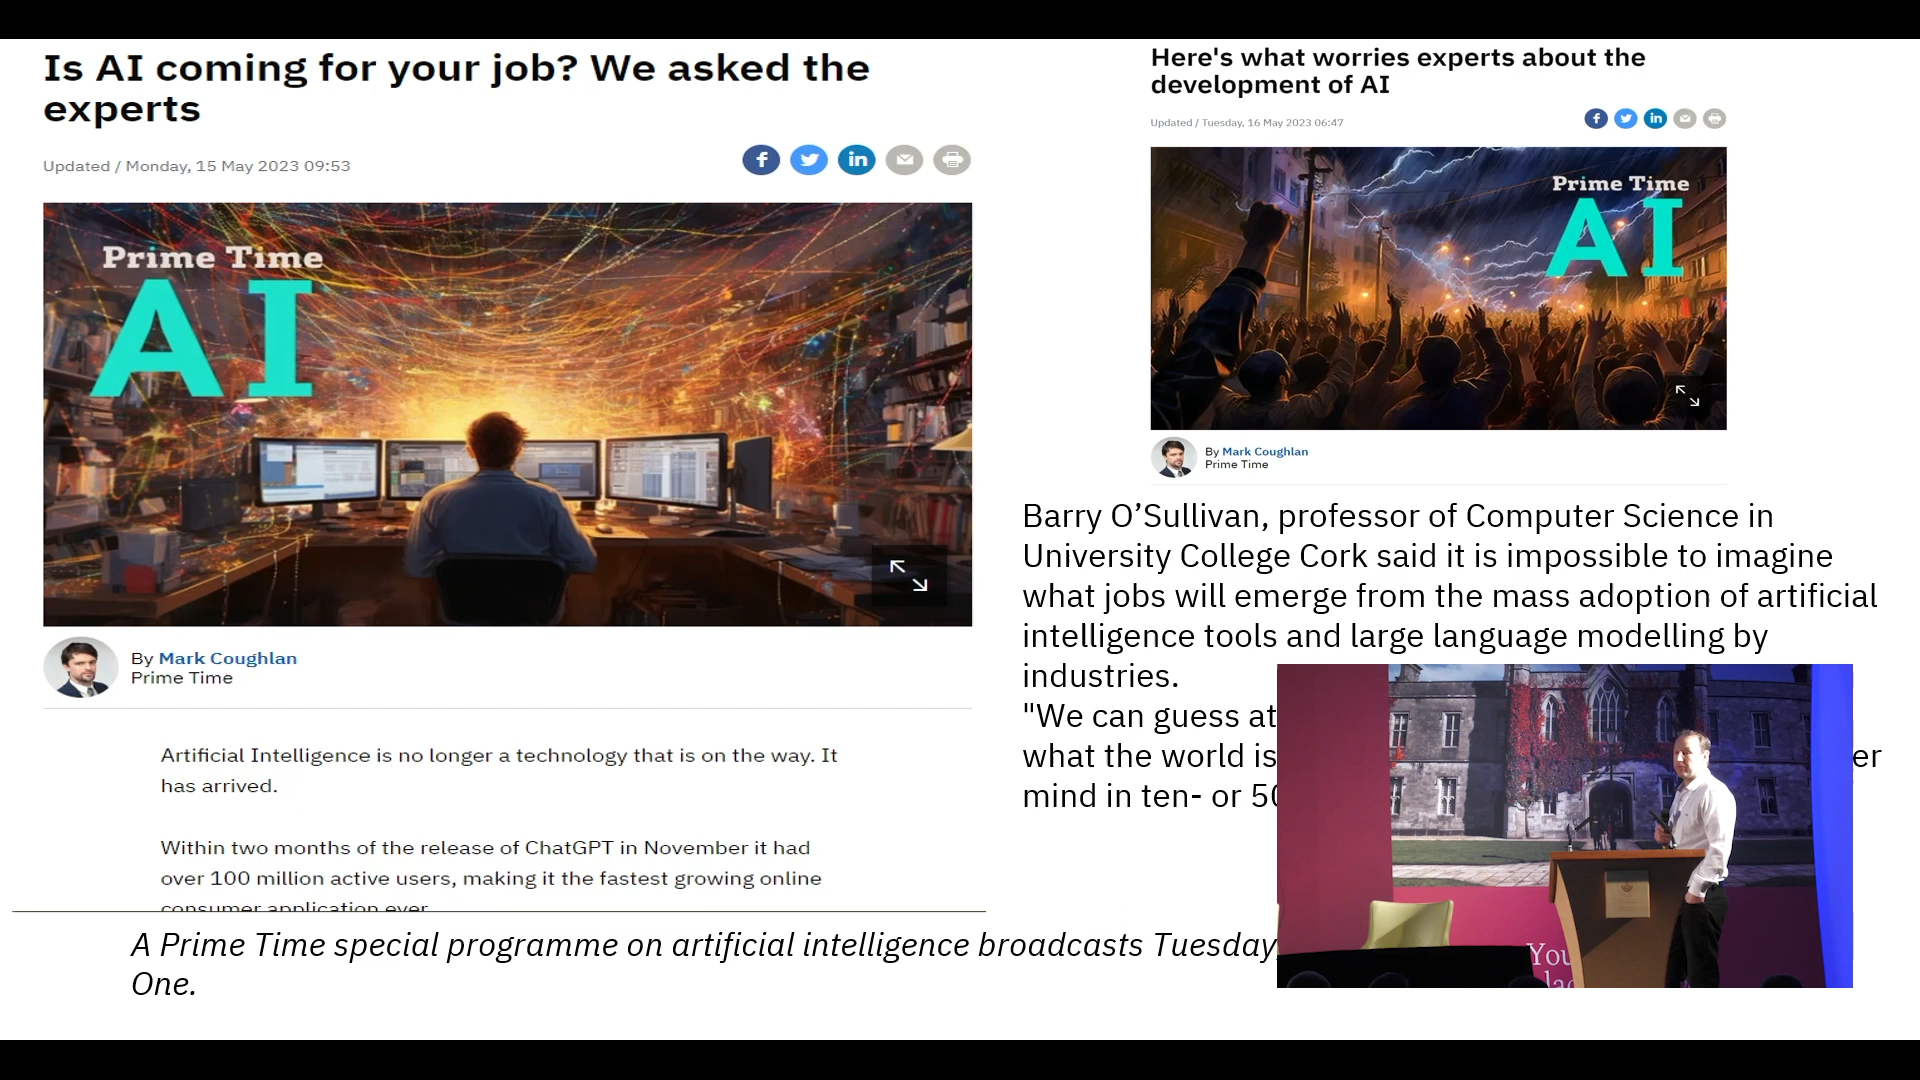 Is AI coming for your job? We asked the
experts
Updated / Monday, 15 May 2023 09:53
Prime Time
AI
By Mark Coughlan
Prime Time
Artificial Intelligence is no longer a technology that is on the way. It
has arrived.
Within two months of the release of ChatGPT in November it had
over 100 million active users, making it the fastest growing online
consumer application ever.
A Prime Time special programme on artificial intelligence broadcasts Tuesday,
One.
Here's what worries experts about the
development of AI
Updated / Tuesday, 16 May 2023 06:47
Prime Time
AI
By Mark Coughlan
Prime Time
Barry O’Sullivan, professor of Computer Science in
University College Cork said it is impossible to imagine
what jobs will emerge from the mass adoption of artificial
intelligence tools and large language modelling by
industries.
"We can guess at
what the world is
mind in ten- or
You